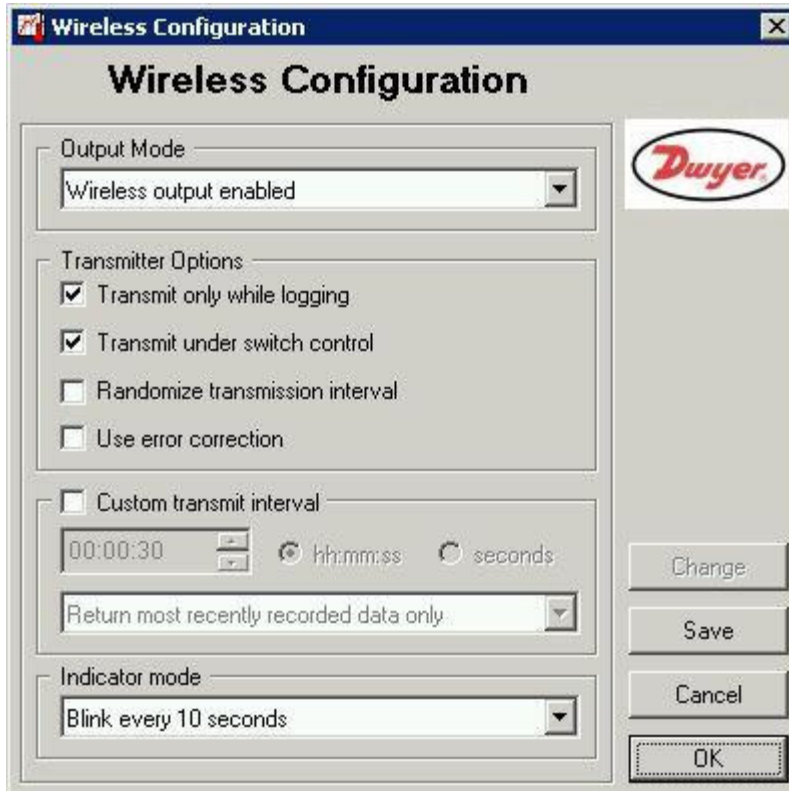 Wireless Configuration
Wireless Configuration
Output Mode
Wireless output enabled
Dwyer®
Transmitter Options
Transmit only while logging
Transmit under switch control
Randomize transmission interval
Use error correction
Custom transmit interval
00:00:30 hh:mm:ss seconds
Return most recently recorded data only
Indicator mode
Blink every 10 seconds
Change
Save
Cancel
OK